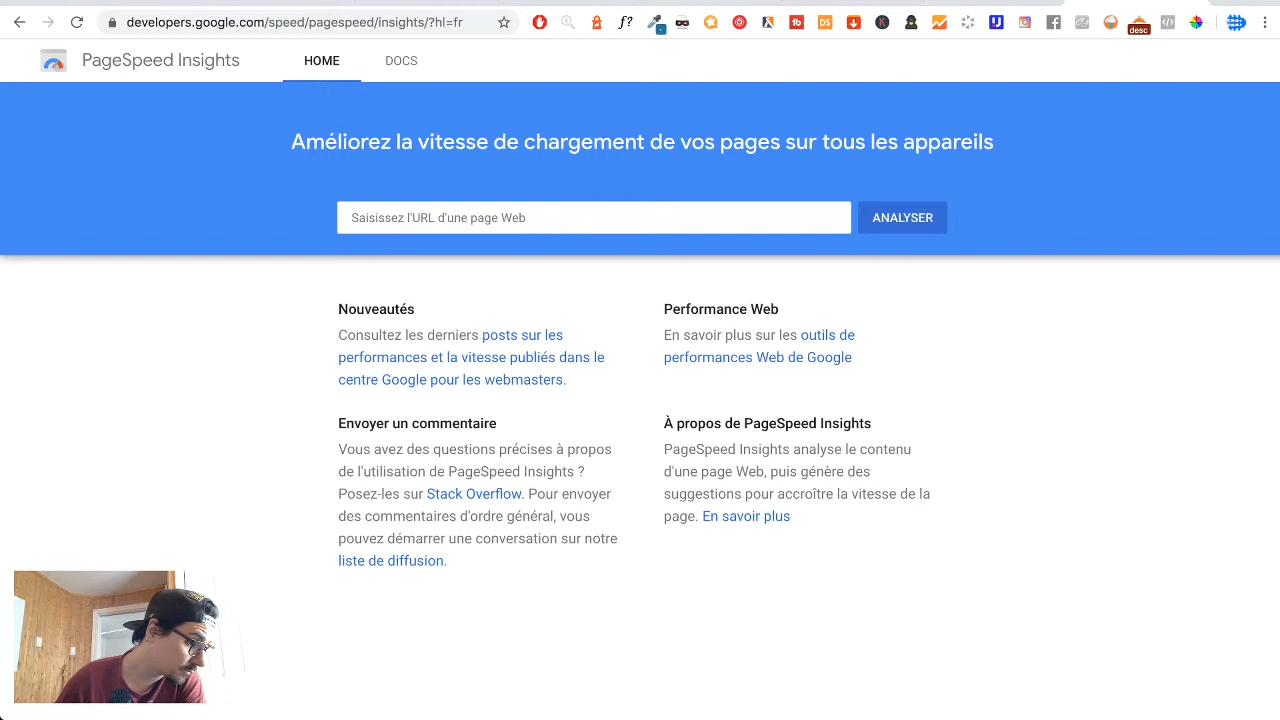 developers.google.com/speed/pagespeed/insights/?hl=fr
f?
1b
DS
desc
PageSpeed Insights
HOME
DOCS
Améliorez la vitesse de chargement de vos pages sur tous les appareils
Saisissez l'URL d'une page Web
ANALYSER
Nouveautés
Consultez les derniers posts sur les
performances et la vitesse publiés dans le
centre Google pour les webmasters.
Performance Web
En savoir plus sur les outils de
performances Web de Google
Envoyer un commentaire
Vous avez des questions précises à propos
de l'utilisation de PageSpeed Insights ?
Posez-les sur Stack Overflow. Pour envoyer
des commentaires d'ordre général, vous
pouvez démarrer une conversation sur notre
liste de diffusion.
À propos de PageSpeed Insights
PageSpeed Insights analyse le contenu
d'une page Web, puis génère des
suggestions pour accroître la vitesse de la
page. En savoir plus